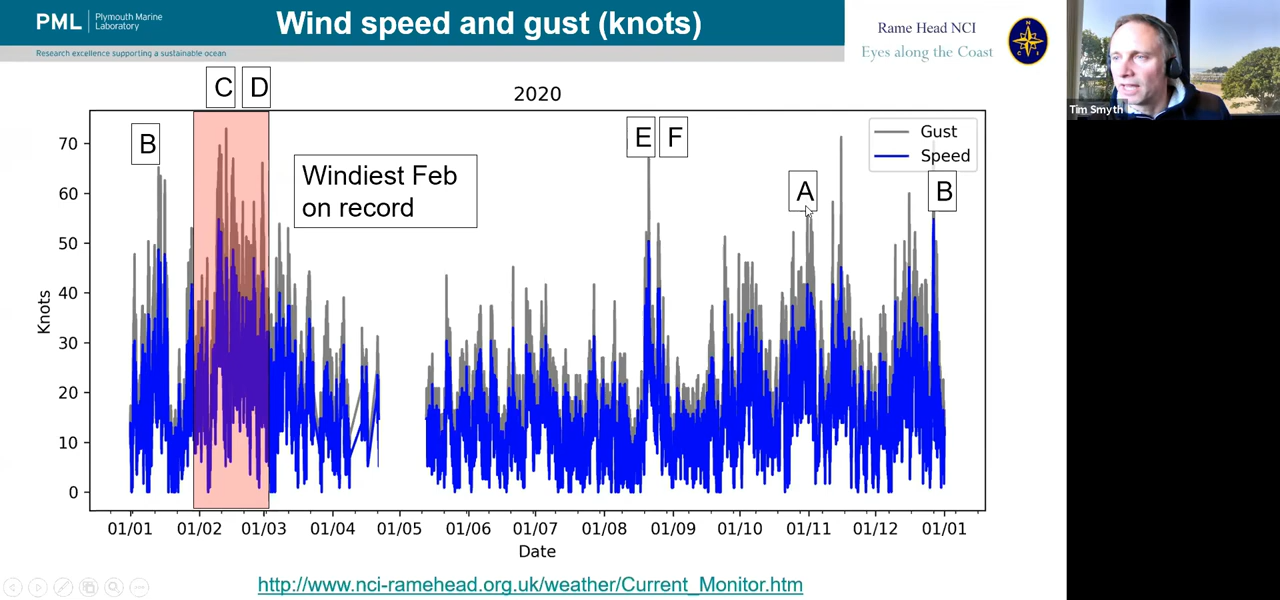 PML
Plymouth Marine
Laboratory
Wind speed and gust (knots)
Research excellence supporting a sustainable ocean
Rame Head NCI
Eyes along the Coast
N
C
I
Tim Smyth
2020
C D
B
Windiest Feb
on record
E F
Gust
Speed
A
B
Knots
70
60
50
40
30
20
10
0
01/01 01/02 01/03 01/04 01/05 01/06 01/07 01/08 01/09 01/10 01/11 01/12 01/01
Date
http://www.nci-ramehead.org.uk/weather/Current_Monitor.htm